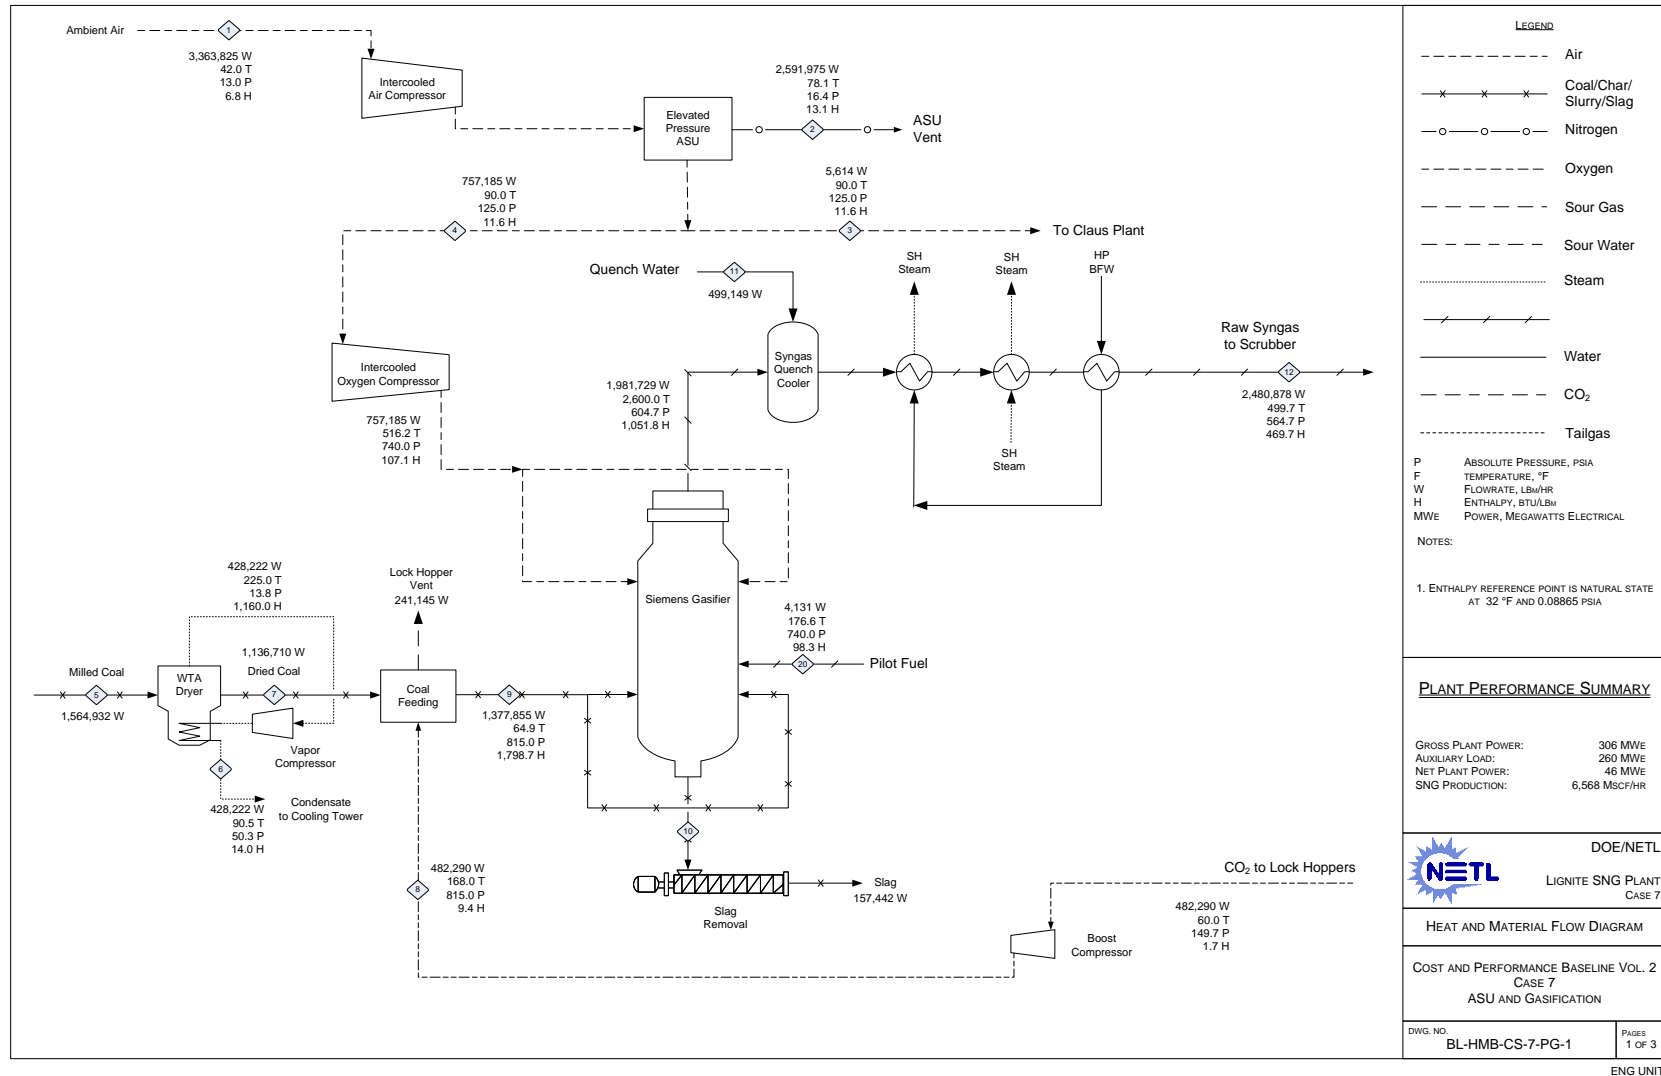 Ambient Air
1
3,363,825 W
42.0 T
13.0 P
6.8 H
Intercooled
Air Compressor
2,591,975 W
78.1 T
16.4 P
13.1 H
Elevated
Pressure
ASU
2
ASU
Vent
757,185 W
90.0 T
125.0 P
11.6 H
4
5,614 W
90.0 T
125.0 P
11.6 H
3
To Claus Plant
Quench Water
11
499,149 W
SH
Steam
SH
Steam
HP
BFW
Intercooled
Oxygen Compressor
757,185 W
516.2 T
740.0 P
107.1 H
1,981,729 W
2,600.0 T
604.7 P
1,051.8 H
Syngas
Quench
Cooler
SH
Steam
Raw Syngas
to Scrubber
12
2,480,878 W
499.7 T
564.7 P
469.7 H
Siemens Gasifier
428,222 W
225.0 T
13.8 P
1,160.0 H
Lock Hopper
Vent
241,145 W
4,131 W
176.6 T
740.0 P
98.3 H
20
Pilot Fuel
Milled Coal
5
1,564,932 W
WTA
Dryer
1,136,710 W
Dried Coal
7
Coal
Feeding
9
1,377,855 W
64.9 T
815.0 P
1,798.7 H
Vapor
Compressor
6
428,222 W
90.5 T
50.3 P
14.0 H
Condensate
to Cooling Tower
10
482,290 W
168.0 T
815.0 P
9.4 H
8
Slag
157,442 W
Slag
Removal
CO2 to Lock Hoppers
482,290 W
60.0 T
149.7 P
1.7 H
Boost
Compressor
LEGEND
Air
Coal/Char/
Slurry/Slag
Nitrogen
Oxygen
Sour Gas
Sour Water
Steam
Water
CO2
Tailgas
P ABSOLUTE PRESSURE, PSIA
F TEMPERATURE, °F
W FLOWRATE, LBM/HR
H ENTHALPY, BTU/LBM
MWE POWER, MEGAWATTS ELECTRICAL
NOTES:
1. ENTHALPY REFERENCE POINT IS NATURAL STATE
AT 32 °F AND 0.08865 PSIA
PLANT PERFORMANCE SUMMARY
GROSS PLANT POWER: 306 MWE
AUXILIARY LOAD: 260 MWE
NET PLANT POWER: 46 MWE
SNG PRODUCTION: 6,568 MSCF/HR
NETL
DOE/NETL
LIGNITE SNG PLANT
CASE 7
HEAT AND MATERIAL FLOW DIAGRAM
COST AND PERFORMANCE BASELINE VOL. 2
CASE 7
ASU AND GASIFICATION
DWG. NO.
BL-HMB-CS-7-PG-1
PAGES
1 OF 3
ENG UNIT